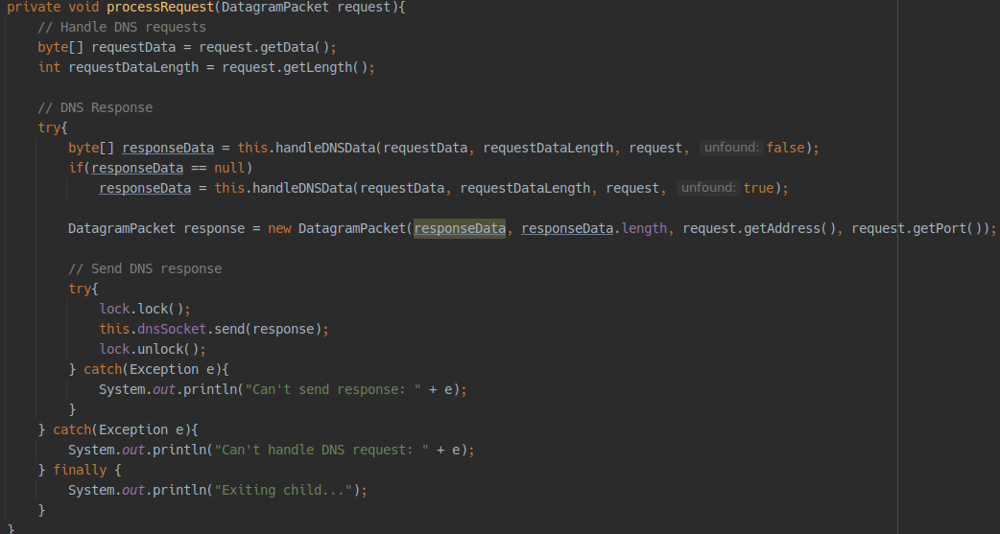 private void processRequest(DatagramPacket request){
// Handle DNS requests
byte[] requestData = request.getData();
int requestDataLength = request.getLength();
// DNS Response
try{
byte[] responseData = this.handleDNSData(requestData, requestDataLength, request, unfound: false);
if(responseData == null)
responseData = this.handleDNSData(requestData, requestDataLength, request, unfound: true);
DatagramPacket response = new DatagramPacket(responseData, responseData.length, request.getAddress(), request.getPort());
// Send DNS response
try{
lock.lock();
this.dnsSocket.send(response);
lock.unlock();
} catch(Exception e){
System.out.println("Can't send response: " + e);
}
} catch(Exception e){
System.out.println("Can't handle DNS request: " + e);
} finally {
System.out.println("Exiting child...");
}
}